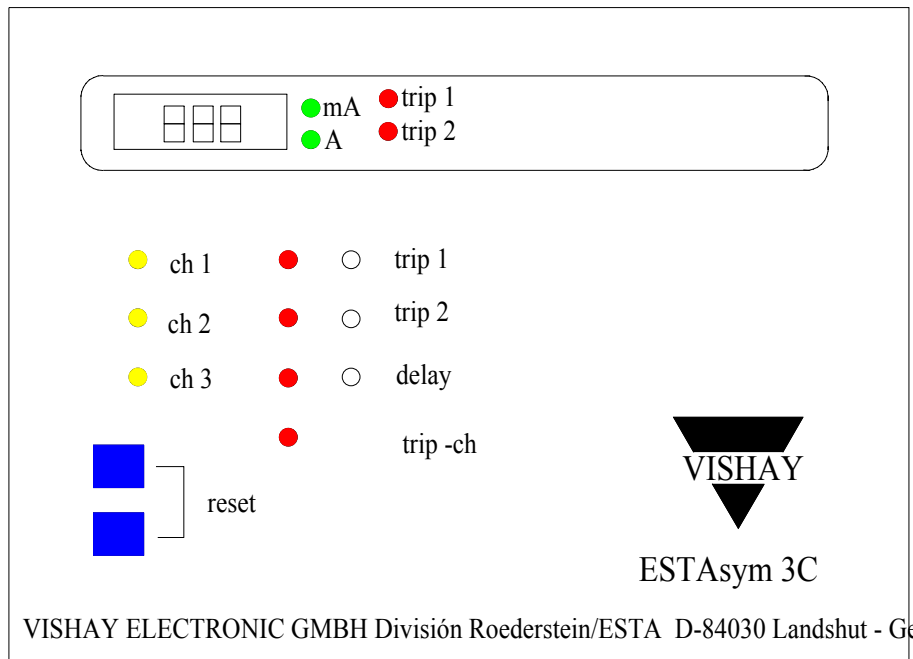 mA trip 1
A trip 2
ch 1 trip 1
ch 2 trip 2
ch 3 delay
trip -ch
reset
VISHAY
ESTAsym 3C
VISHAY ELECTRONIC GMBH División Roederstein/ESTA D-84030 Landshut - Ge